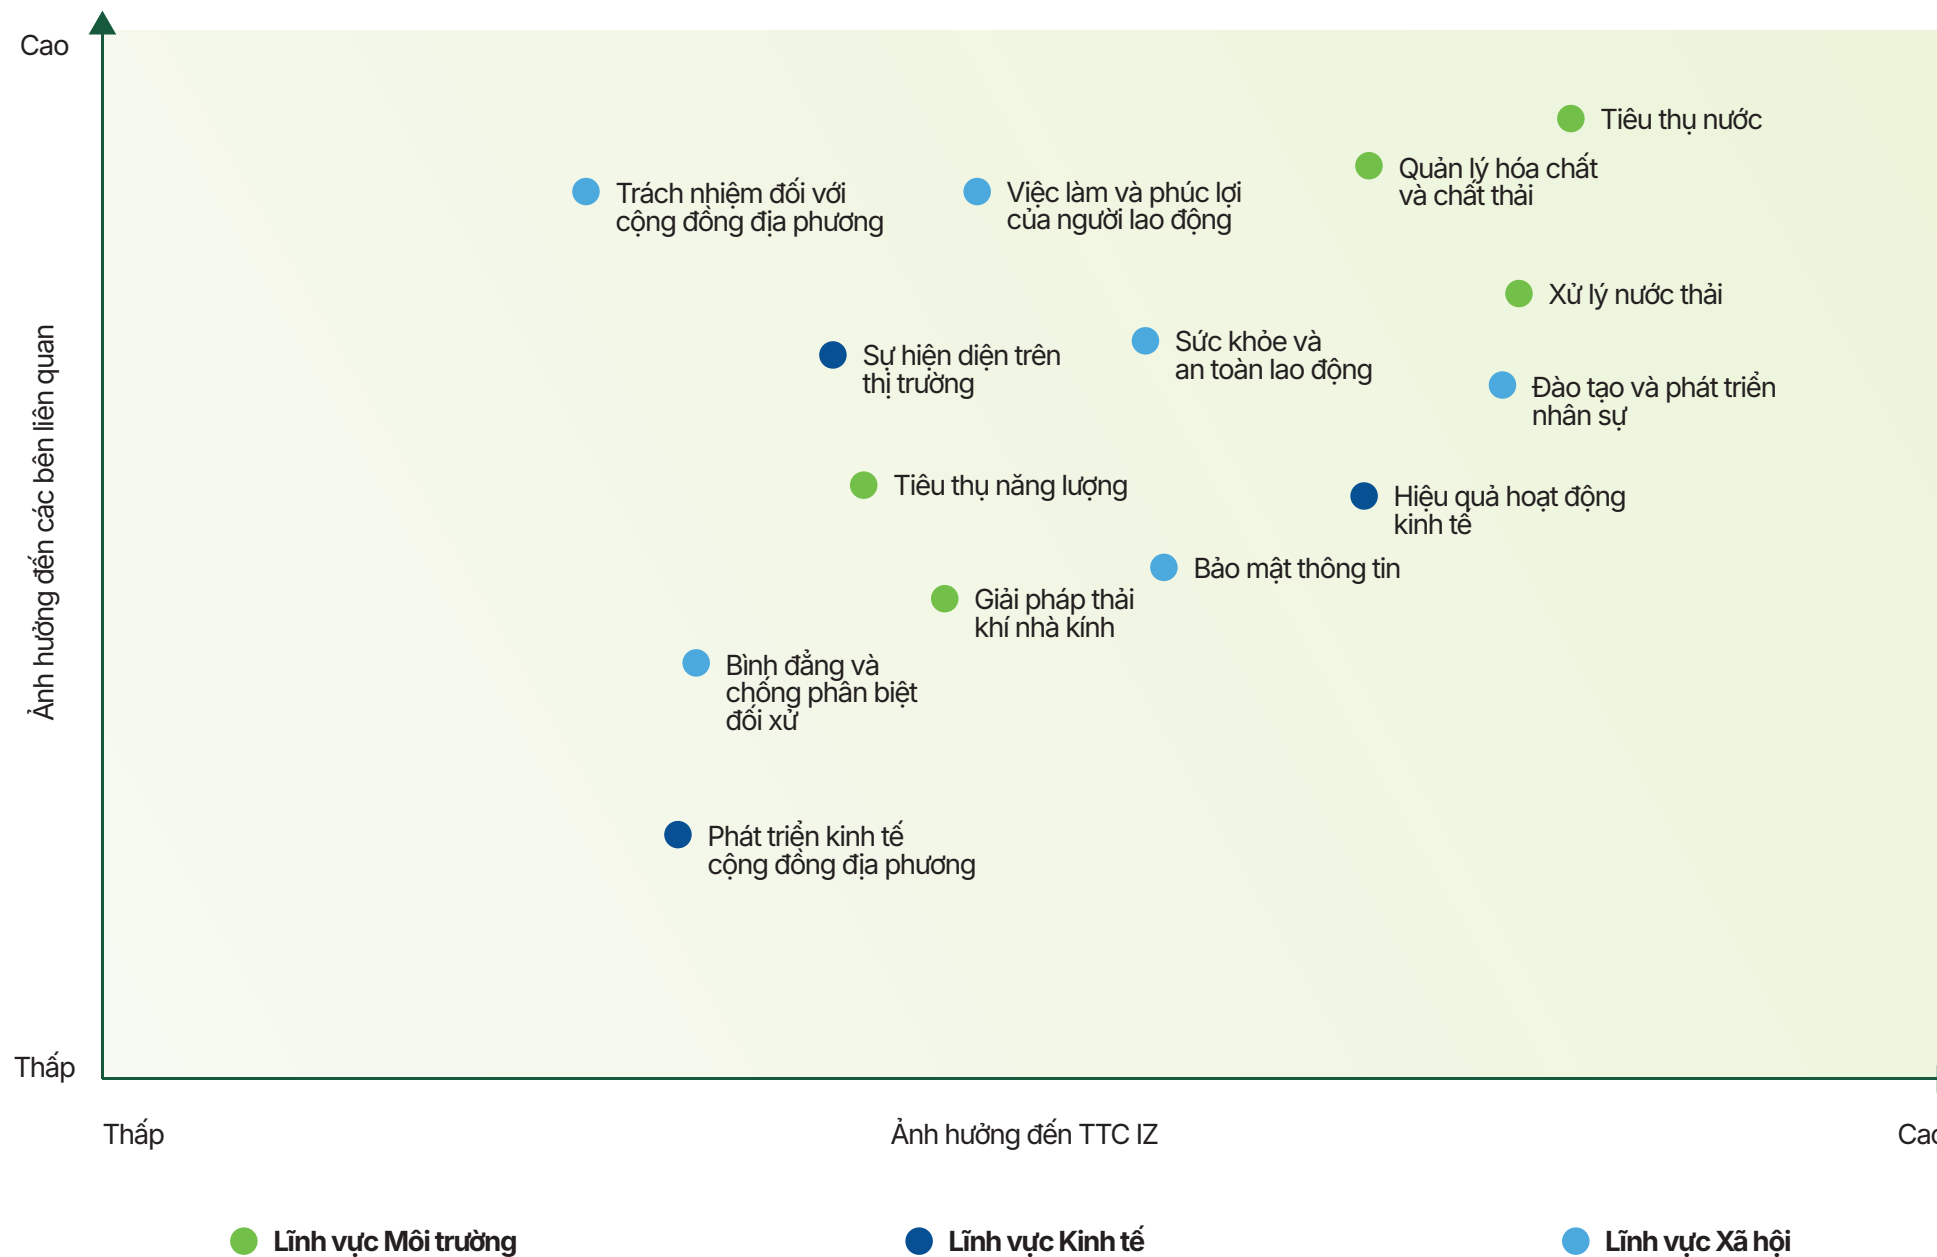 Cao
Tiêu thụ nước
Quản lý hóa chất
và chất thải
Trách nhiệm đối với
cộng đồng địa phương
Việc làm và phúc lợi
của người lao động
Xử lý nước thải
Sức khỏe và
an toàn lao động
Sự hiện diện trên
thị trường
Đào tạo và phát triển
nhân sự
Tiêu thụ năng lượng
Hiệu quả hoạt động
kinh tế
Bảo mật thông tin
Giải pháp thải
khí nhà kính
Bình đẳng và
chống phân biệt
đối xử
Phát triển kinh tế
cộng đồng địa phương
Ảnh hưởng đến các bên liên quan
Thấp
Thấp
Ảnh hưởng đến TTC IZ
Cao
Lĩnh vực Môi trường
Lĩnh vực Kinh tế
Lĩnh vực Xã hội